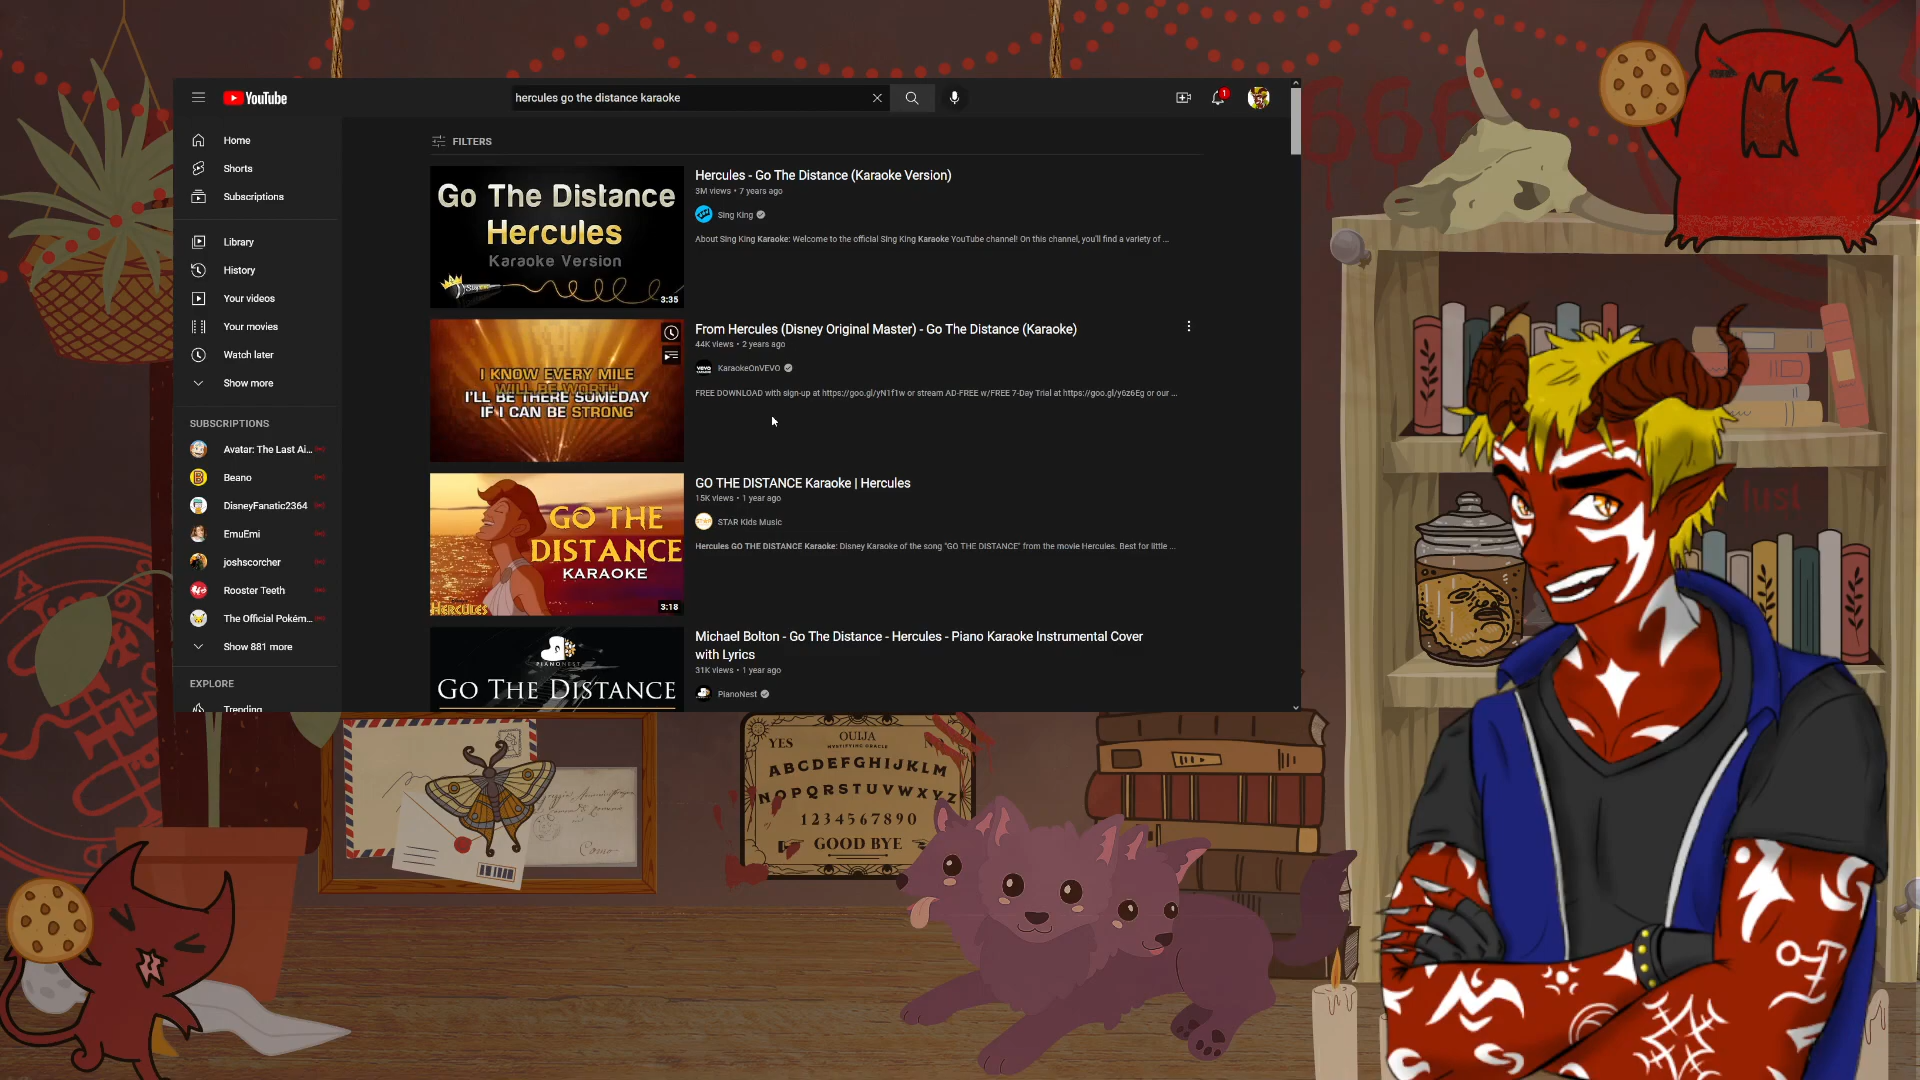 YouTube
hercules go the distance karaoke
1
Home
Shorts
Subscriptions
Library
History
Your videos
Your movies
Watch later
Show more
SUBSCRIPTIONS
Avatar: The Last Ai...
Beano
DisneyFanatic2364
EmuEmi
joshscorcher
Rooster Teeth
The Official Pokém...
Show 881 more
EXPLORE
Trending
FILTERS
Go The Distance
Hercules
Karaoke Version
3:35
Hercules - Go The Distance (Karaoke Version)
3M views • 7 years ago
Sing King
About Sing King Karaoke: Welcome to the official Sing King Karaoke YouTube channel! On this channel, you'll find a variety of ...
I KNOW EVERY MILE
WILL BE WORTH
I'LL BE THERE SOMEDAY
IF I CAN BE STRONG
From Hercules (Disney Original Master) - Go The Distance (Karaoke)
44K views • 2 years ago
KaraokeOnVEVO
FREE DOWNLOAD with sign-up at https://goo.gl/yN1f1w or stream AD-FREE w/FREE 7-Day Trial at https://goo.gl/y6z6Eg or our ...
GO THE
DISTANCE
KARAOKE
HERCULES
3:18
GO THE DISTANCE Karaoke | Hercules
15K views • 1 year ago
STAR Kids Music
Hercules GO THE DISTANCE Karaoke: Disney Karaoke of the song "GO THE DISTANCE" from the movie Hercules. Best for little ...
PIANONEST
GO THE DISTANCE
Michael Bolton - Go The Distance - Hercules - Piano Karaoke Instrumental Cover
with Lyrics
31K views • 1 year ago
PianoNest
666
lust
YES
OUIJA
MYSTIFYING ORACLE
ABCDEFGHIJKLM
NOPQRSTUVWXYZ
1234567890
GOOD BYE
Como